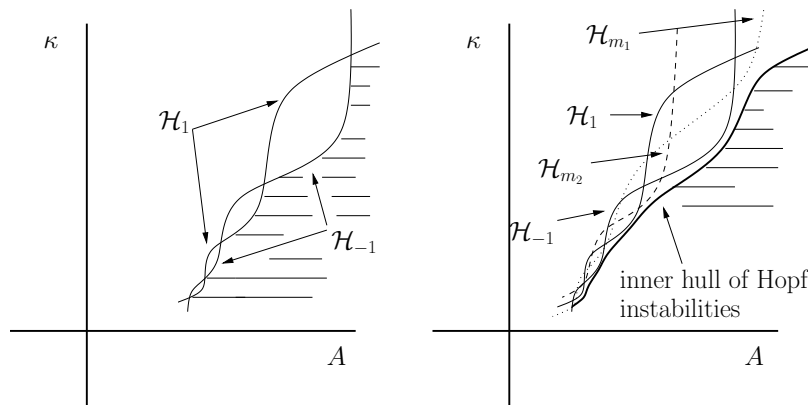 κ
ℋ₁
ℋ₋₁
A
κ
ℋₘ₁
ℋ₁
ℋₘ₂
ℋ₋₁
inner hull of Hopf
instabilities
A